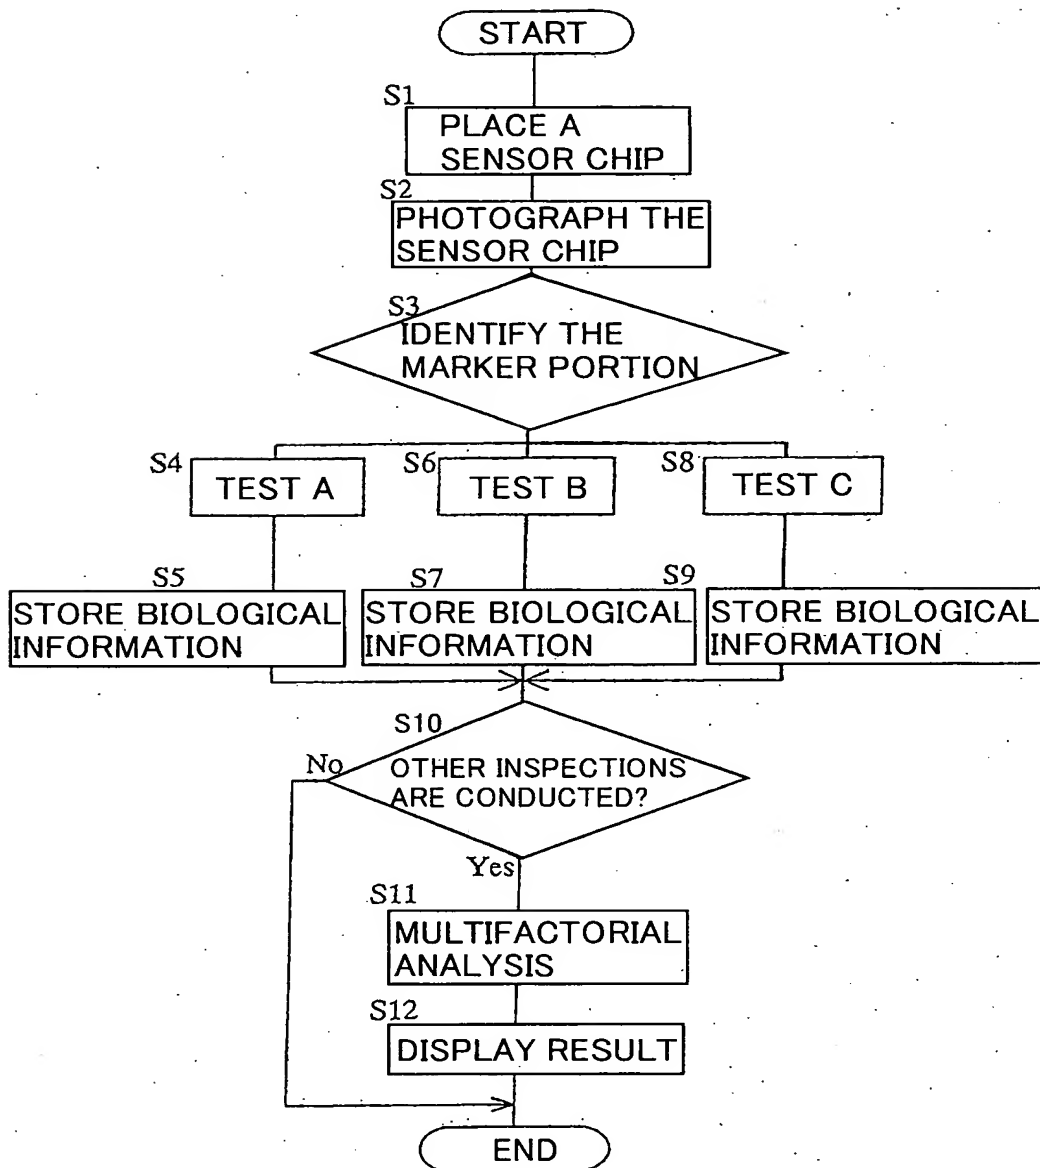 START
S1
PLACE A
SENSOR CHIP
S2
PHOTOGRAPH THE
SENSOR CHIP
S3
IDENTIFY THE
MARKER PORTION
S4
TEST A
S6
TEST B
S8
TEST C
S5
STORE BIOLOGICAL
INFORMATION
S7
STORE BIOLOGICAL
INFORMATION
S9
STORE BIOLOGICAL
INFORMATION
S10
OTHER INSPECTIONS
ARE CONDUCTED?
No
Yes
S11
MULTIFACTORIAL
ANALYSIS
S12
DISPLAY RESULT
END